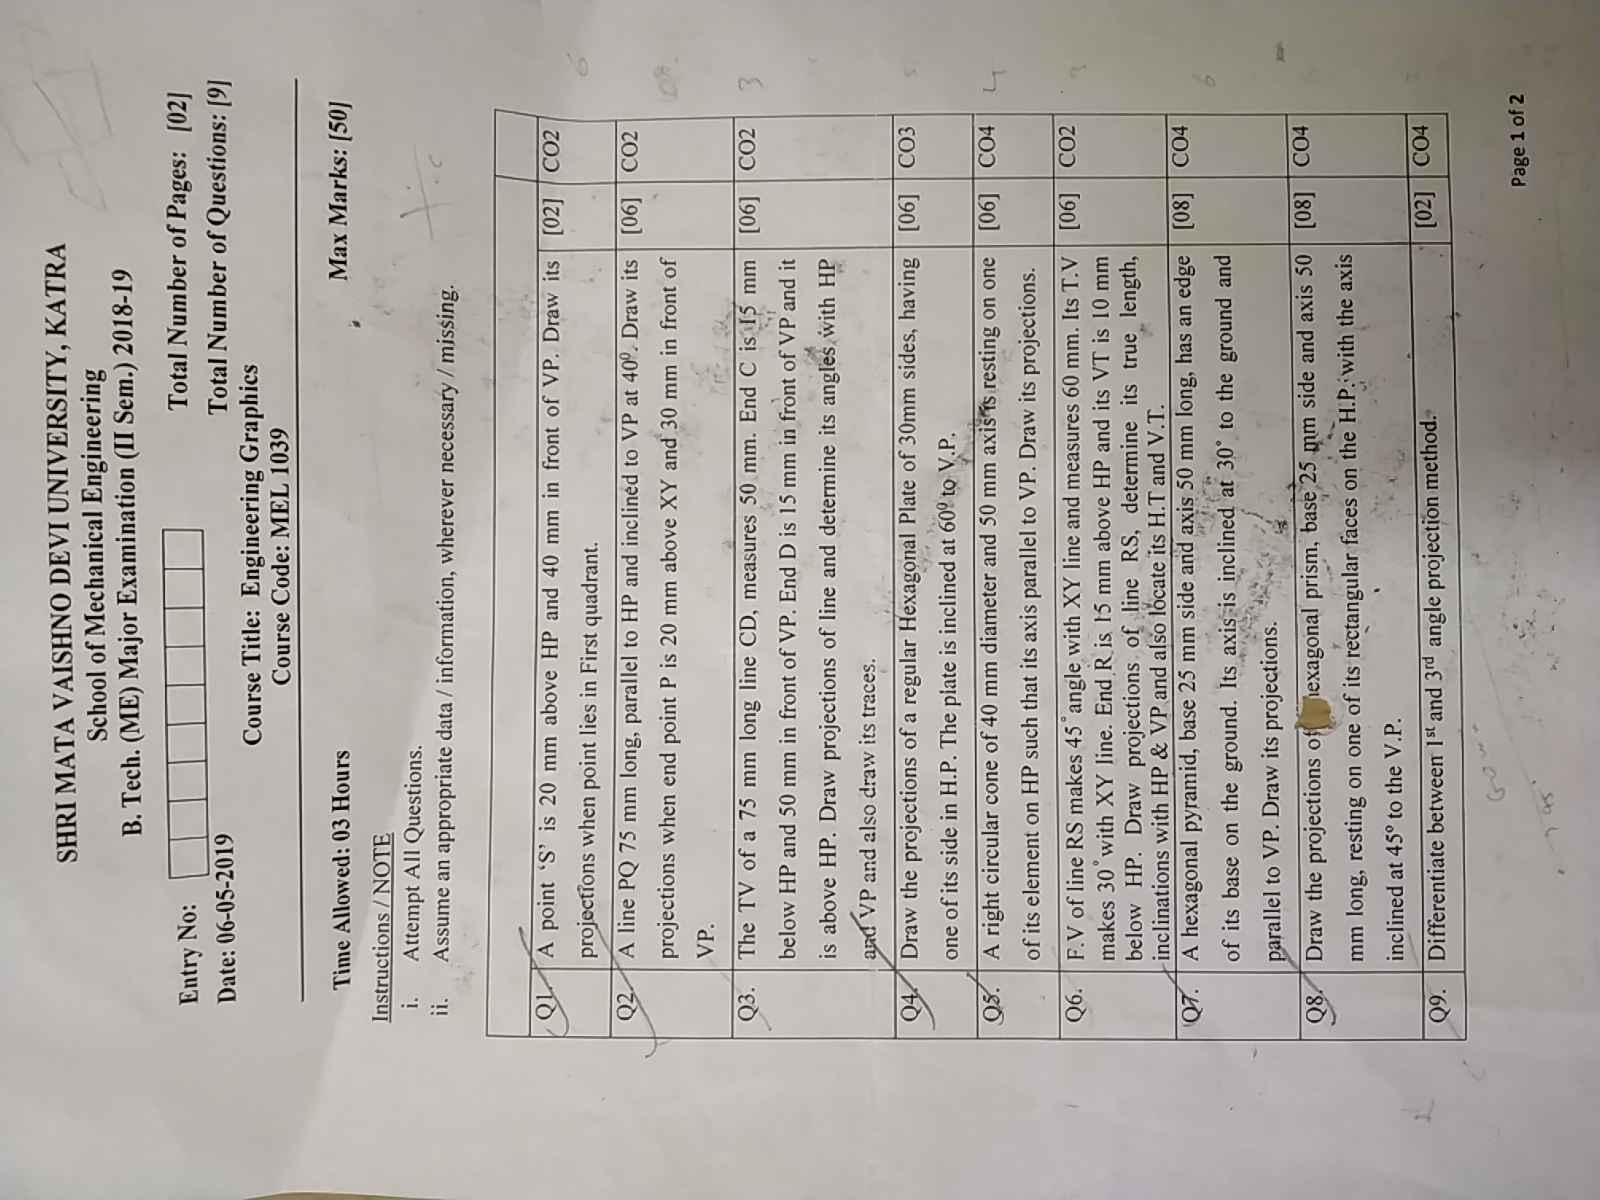 SHRI MATA VAISHNO DEVI UNIVERSITY, KATRA
School of Mechanical Engineering
B. Tech. (ME) Major Examination (II Sem.) 2018-19
Entry No:
Total Number of Pages: [02]
Date: 06-05-2019
Total Number of Questions: [9]
Course Title: Engineering Graphics
Course Code: MEL 1039
Time Allowed: 03 Hours
Max Marks: [50]
Instructions / NOTE
i. Attempt All Questions.
ii. Assume an appropriate data / information, wherever necessary / missing.
Q1. A point ‘S’ is 20 mm above HP and 40 mm in front of VP. Draw its [02] CO2
projections when point lies in First quadrant.
6
Q2. A line PQ 75 mm long, parallel to HP and inclined to VP at 40⁰. Draw its [06] CO2
projections when end point P is 20 mm above XY and 30 mm in front of
VP.
Q3. The TV of a 75 mm long line CD, measures 50 mm. End C is 15 mm [06] CO2 3
below HP and 50 mm in front of VP. End D is 15 mm in front of VP and it
is above HP. Draw projections of line and determine its angles with HP
and VP and also draw its traces.
Q4. Draw the projections of a regular Hexagonal Plate of 30mm sides, having [06] CO3
one of its side in H.P. The plate is inclined at 60⁰ to V.P.
Q5. A right circular cone of 40 mm diameter and 50 mm axis is resting on one [06] CO4 4
of its element on HP such that its axis parallel to VP. Draw its projections.
Q6. F.V of line RS makes 45˚angle with XY line and measures 60 mm. Its T.V [06] CO2
makes 30˚with XY line. End R is 15 mm above HP and its VT is 10 mm
below HP. Draw projections of line RS, determine its true length,
inclinations with HP & VP and also locate its H.T and V.T.
Q7. A hexagonal pyramid, base 25 mm side and axis 50 mm long, has an edge [08] CO4
of its base on the ground. Its axis is inclined at 30˚ to the ground and 6
parallel to VP. Draw its projections.
Q8. Draw the projections of hexagonal prism, base 25 mm side and axis 50 [08] CO4
mm long, resting on one of its rectangular faces on the H.P. with the axis
inclined at 45º to the V.P.
Q9. Differentiate between 1st and 3rd angle projection method. [02] CO4
Page 1 of 2